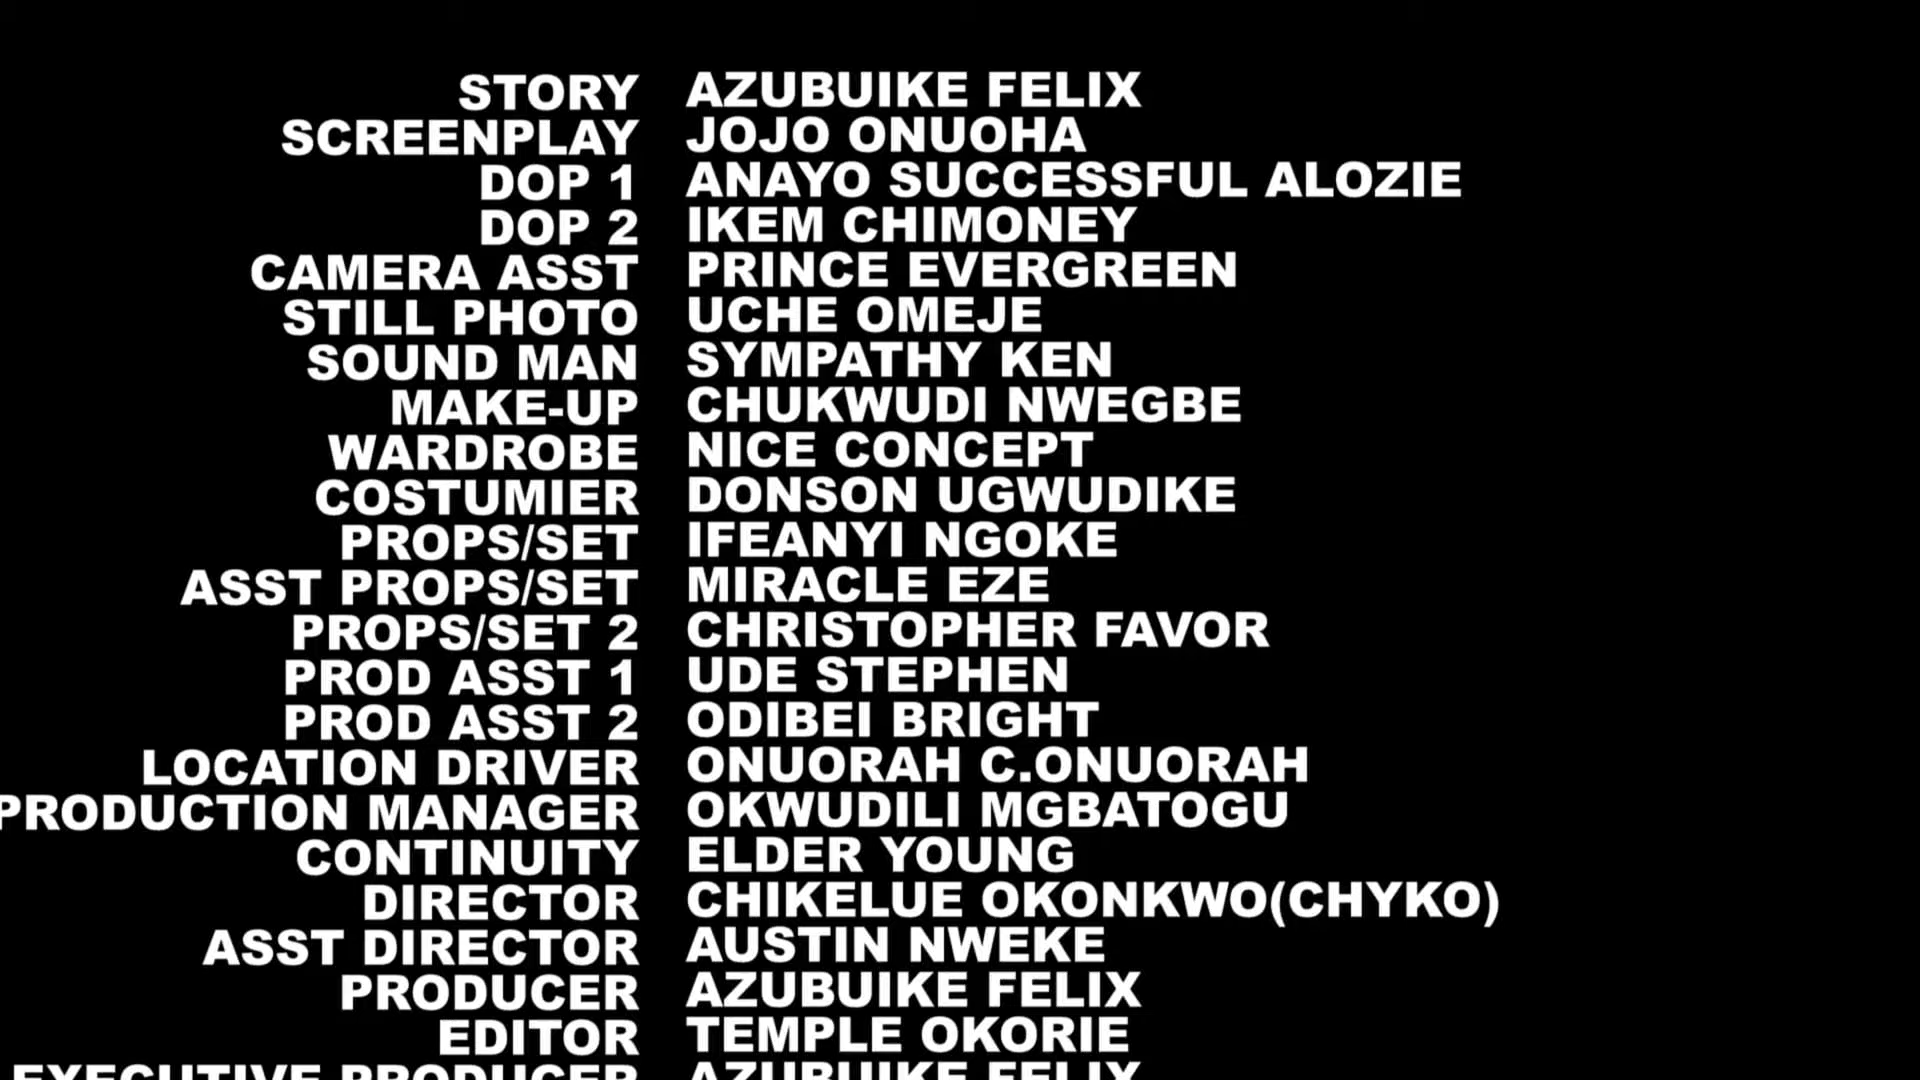 STORY AZUBUIKE FELIX
SCREENPLAY JOJO ONUOHA
DOP 1 ANAYO SUCCESSFUL ALOZIE
DOP 2 IKEM CHIMONEY
CAMERA ASST PRINCE EVERGREEN
STILL PHOTO UCHE OMEJE
SOUND MAN SYMPATHY KEN
MAKE-UP CHUKWUDI NWEGBE
WARDROBE NICE CONCEPT
COSTUMIER DONSON UGWUDIKE
PROPS/SET IFEANYI NGOKE
ASST PROPS/SET MIRACLE EZE
PROPS/SET 2 CHRISTOPHER FAVOR
PROD ASST 1 UDE STEPHEN
PROD ASST 2 ODIBEI BRIGHT
LOCATION DRIVER ONUORAH C.ONUORAH
PRODUCTION MANAGER OKWUDILI MGBATOGU
CONTINUITY ELDER YOUNG
DIRECTOR CHIKELUE OKONKWO(CHYKO)
ASST DIRECTOR AUSTIN NWEKE
PRODUCER AZUBUIKE FELIX
EDITOR TEMPLE OKORIE
EXECUTIVE PRODUCER AZUBUIKE FELIX